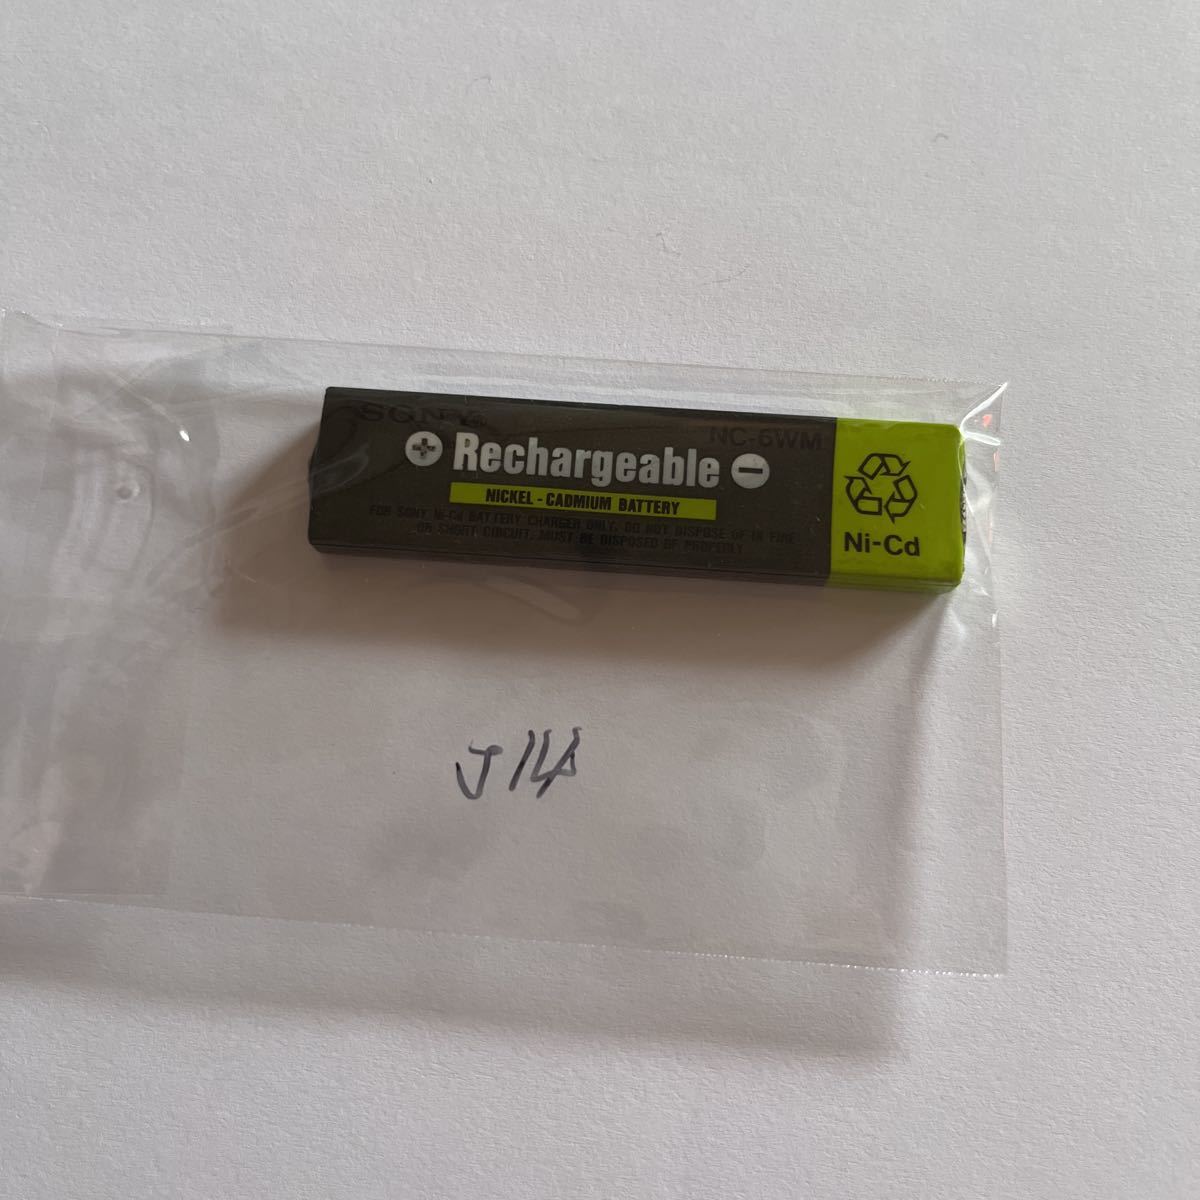 SONY®
NC-6WM
+ Rechargeable −
NICKEL - CADMIUM BATTERY
FOR SONY Ni-Cd BATTERY CHARGER ONLY. DO NOT DISPOSE OF IN FIRE
OR SHORT CIRCUIT. MUST BE DISPOSED OF PROPERLY
Ni-Cd